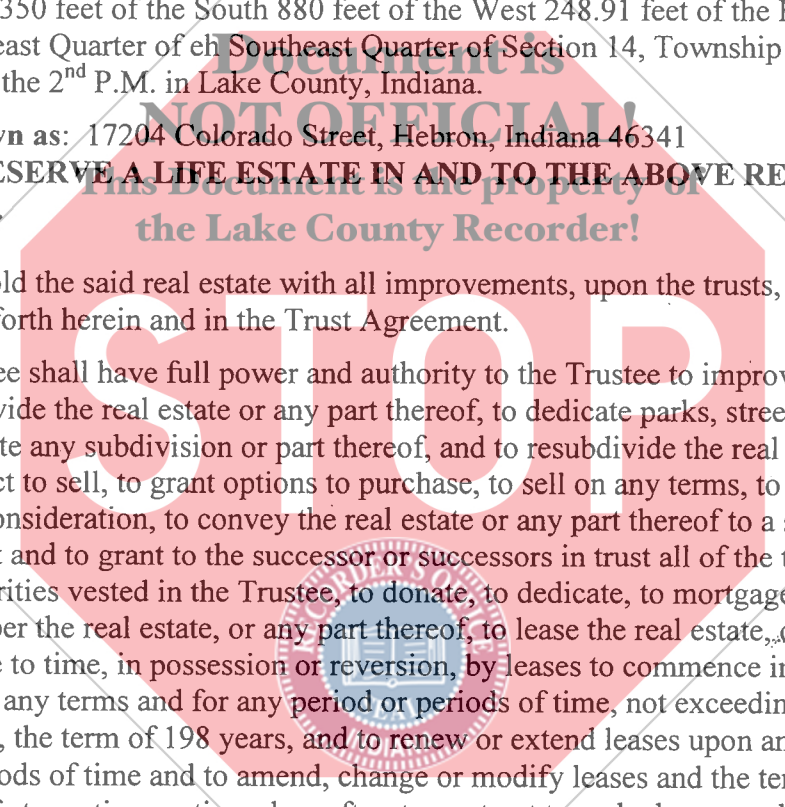 350 feet of the South 880 feet of the West 248.91 feet of the
east Quarter of eh Southeast Quarter of Section 14, Township
Document is
the 2nd P.M. in Lake County, Indiana.
NOT OFFICIAL!
wn as: 17204 Colorado Street, Hebron, Indiana 46341
ESERVE A LIFE ESTATE IN AND TO THE ABOVE RE
This Document is the property of
the Lake County Recorder!
old the said real estate with all improvements, upon the trusts,
forth herein and in the Trust Agreement.
STOP
ee shall have full power and authority to the Trustee to improv
vide the real estate or any part thereof, to dedicate parks, stree
te any subdivision or part thereof, and to resubdivide the real
ct to sell, to grant options to purchase, to sell on any terms, to
onsideration, to convey the real estate or any part thereof to a
t and to grant to the successor or successors in trust all of the t
rities vested in the Trustee, to donate, to dedicate, to mortgage
RECORDER'S OFFICE
ber the real estate, or any part thereof, to lease the real estate,
e to time, in possession or reversion, by leases to commence in
any terms and for any period or periods of time, not exceedin
, the term of 198 years, and to renew or extend leases upon an
ods of time and to amend, change or modify leases and the ter